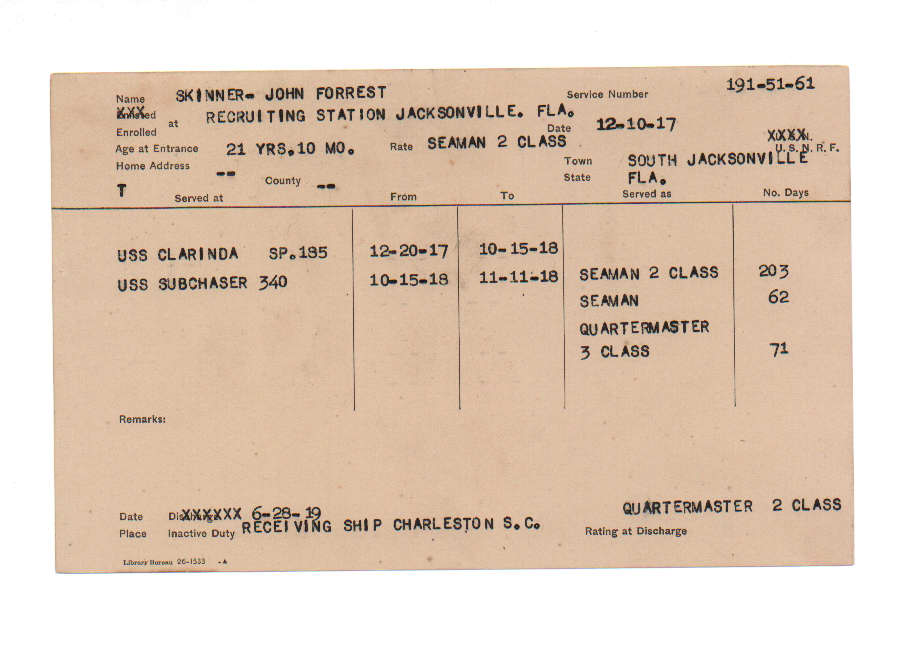 Name SKINNER- JOHN FORREST Service Number 191-51-61
Enlisted XXX
Enrolled at RECRUITING STATION JACKSONVILLE. FLA. Date 12-10-17
Age at Entrance 21 YRS.10 MO. Rate SEAMAN 2 CLASS XXXX N.
U. S. N. R. F.
Home Address -- Town SOUTH JACKSONVILLE
T County -- State FLA.
Served at From To Served as No. Days
USS CLARINDA SP.185 12-20-17 10-15-18
USS SUBCHASER 340 10-15-18 11-11-18 SEAMAN 2 CLASS 203
SEAMAN 62
QUARTERMASTER
3 CLASS 71
Remarks:
Date Discharge XXXXXX 6-28-19 QUARTERMASTER 2 CLASS
Place Inactive Duty RECEIVING SHIP CHARLESTON S.C. Rating at Discharge
Library Bureau 26-1533 -A